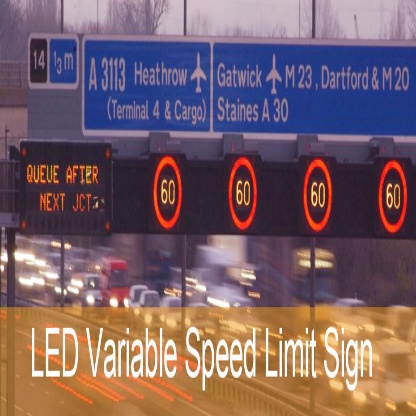 14
1/3 m
A 3113 Heathrow
(Terminal 4 & Cargo)
Gatwick M 23, Dartford & M 20
Staines A 30
QUEUE AFTER
NEXT JCT
60 60 60 60
LED Variable Speed Limit Sign